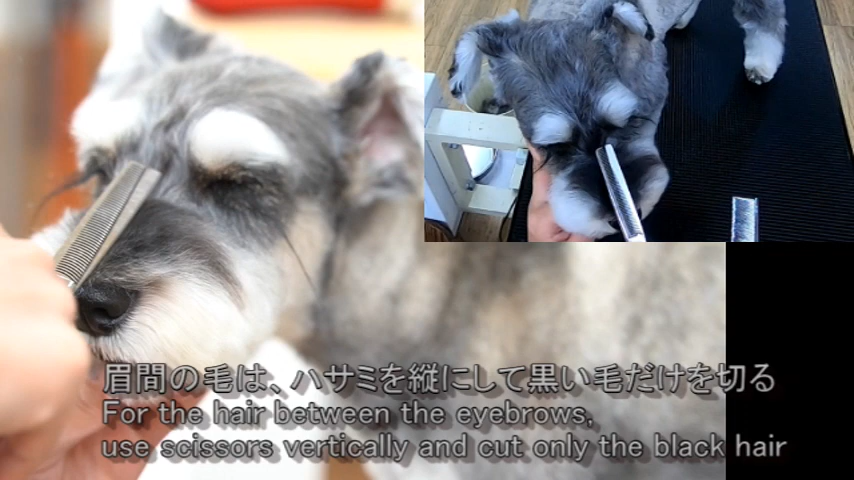 眉間の毛は、ハサミを縦にして黒い毛だけを切る
For the hair between the eyebrows,
use scissors vertically and cut only the black hair